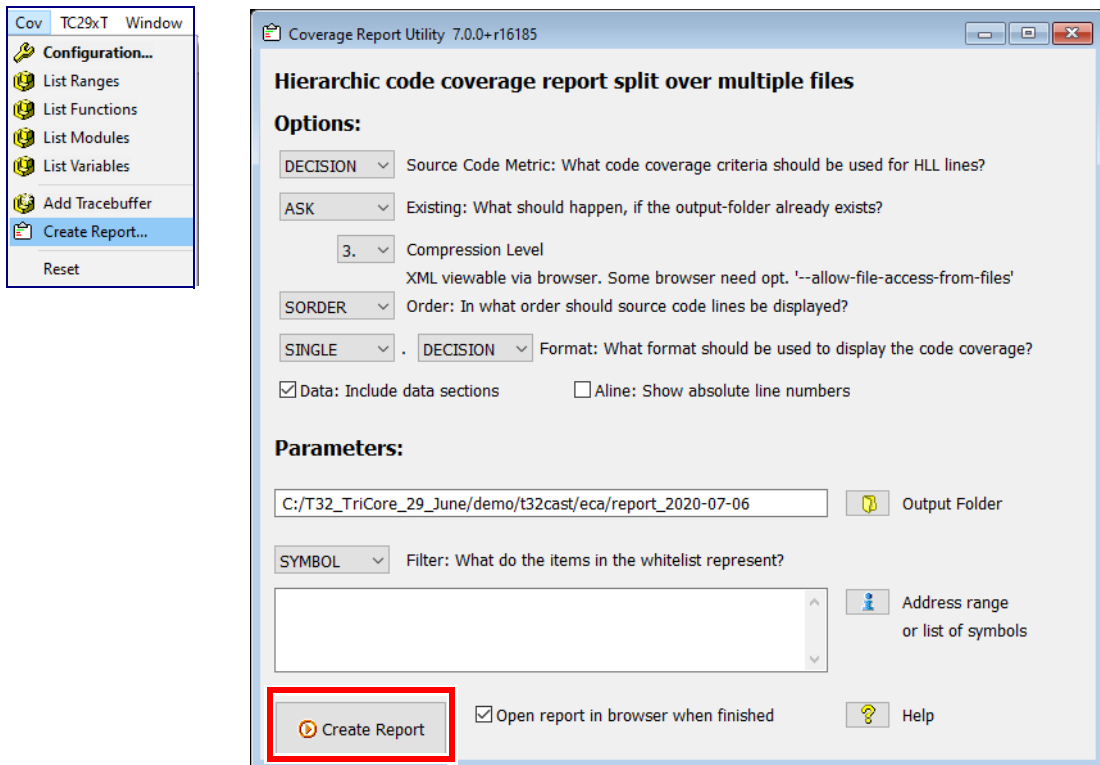 Cov TC29xT Window
Configuration...
List Ranges
List Functions
List Modules
List Variables
Add Tracebuffer
Create Report...
Reset
Coverage Report Utility 7.0.0+r16185
Hierarchic code coverage report split over multiple files
Options:
DECISION Source Code Metric: What code coverage criteria should be used for HLL lines?
ASK Existing: What should happen, if the output-folder already exists?
3. Compression Level
XML viewable via browser. Some browser need opt. '--allow-file-access-from-files'
SORDER Order: In what order should source code lines be displayed?
SINGLE . DECISION Format: What format should be used to display the code coverage?
Data: Include data sections Aline: Show absolute line numbers
Parameters:
C:/T32_TriCore_29_June/demo/t32cast/eca/report_2020-07-06 Output Folder
SYMBOL Filter: What do the items in the whitelist represent?
Address range
or list of symbols
Create Report Open report in browser when finished Help